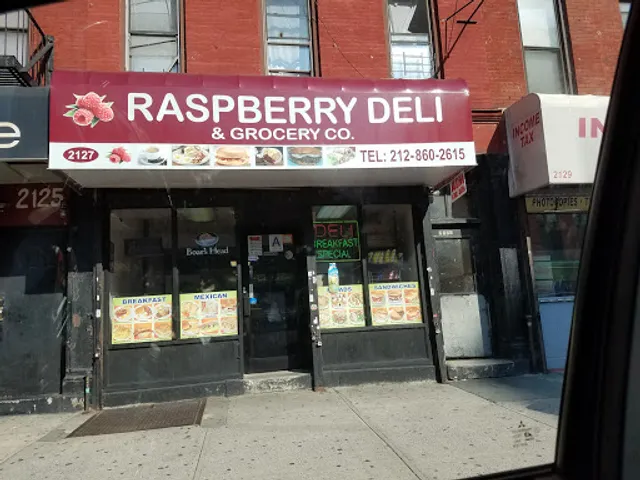 RASPBERRY DELI
& GROCERY CO.
2127
TEL: 212-860-2615
2125
e
INCOME
TAX
IN
2129
PHOTOCOPIES
Boar's Head
A
DELI
BREAKFAST
SPECIAL
BREAKFAST
MEXICAN
SANDWICHES